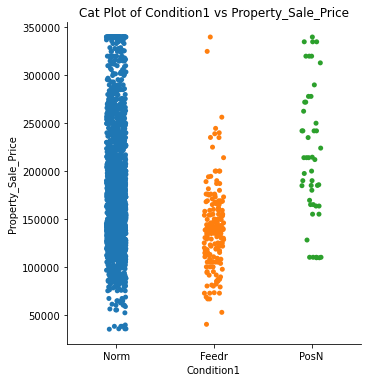 Cat Plot of Condition1 vs Property_Sale_Price
350000
300000
250000
200000
150000
100000
50000
Property_Sale_Price
Norm Feedr PosN
Condition1